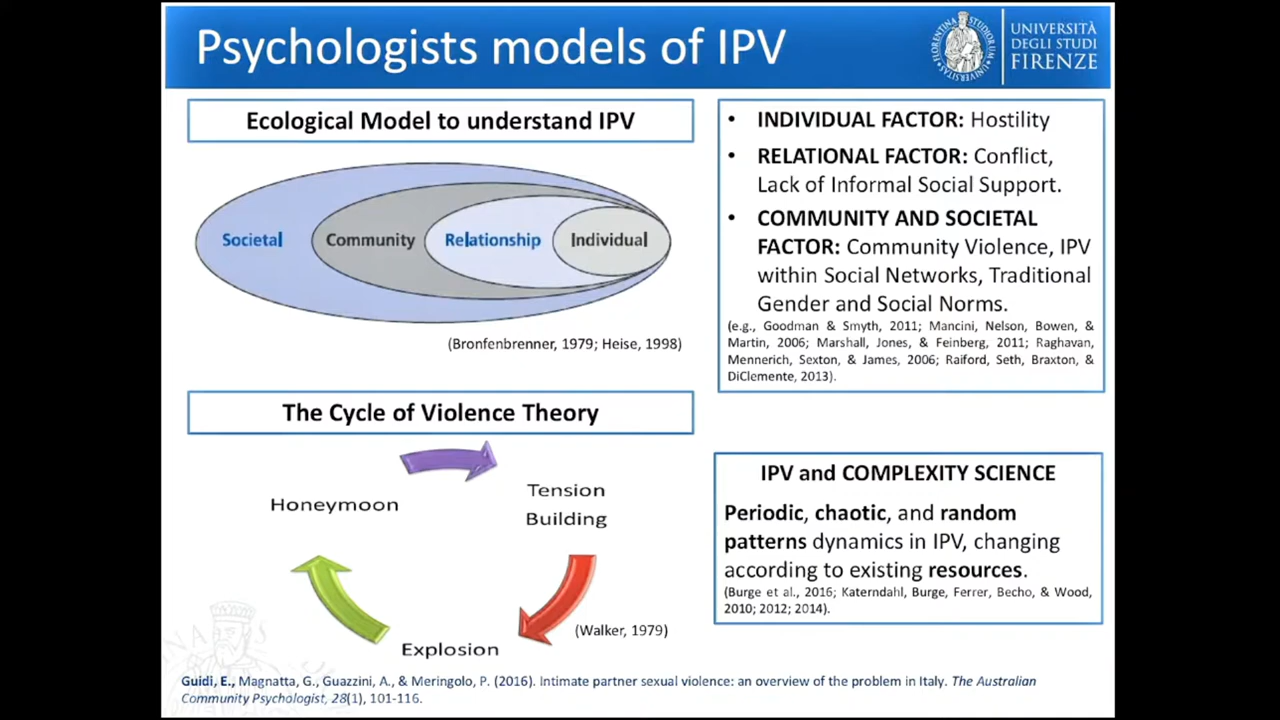 Psychologists models of IPV
UNIVERSITÀ
DEGLI STUDI
FIRENZE
Ecological Model to understand IPV
Societal
Community
Relationship
Individual
(Bronfenbrenner, 1979; Heise, 1998)
• INDIVIDUAL FACTOR: Hostility
• RELATIONAL FACTOR: Conflict,
Lack of Informal Social Support.
• COMMUNITY AND SOCIETAL
FACTOR: Community Violence, IPV
within Social Networks, Traditional
Gender and Social Norms.
(e.g., Goodman & Smyth, 2011; Mancini, Nelson, Bowen, &
Martin, 2006; Marshall, Jones, & Feinberg, 2011; Raghavan,
Mennerich, Sexton, & James, 2006; Raiford, Seth, Braxton, &
DiClemente, 2013).
The Cycle of Violence Theory
Honeymoon
Tension
Building
Explosion
(Walker, 1979)
IPV and COMPLEXITY SCIENCE
Periodic, chaotic, and random
patterns dynamics in IPV, changing
according to existing resources.
(Burge et al., 2016; Katerndahl, Burge, Ferrer, Becho, & Wood,
2010; 2012; 2014).
Guidi, E., Magnatta, G., Guazzini, A., & Meringolo, P. (2016). Intimate partner sexual violence: an overview of the problem in Italy. The Australian
Community Psychologist, 28(1), 101-116.